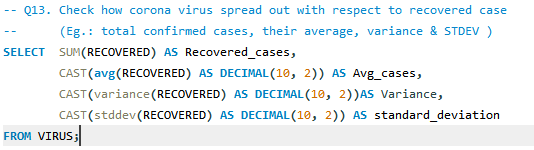 -- Q13. Check how corona virus spread out with respect to recovered case
--      (Eg.: total confirmed cases, their average, variance & STDEV )
SELECT  SUM(RECOVERED) AS Recovered_cases,
        CAST(avg(RECOVERED) AS DECIMAL(10, 2)) AS Avg_cases,
        CAST(variance(RECOVERED) AS DECIMAL(10, 2))AS Variance,
        CAST(stddev(RECOVERED) AS DECIMAL(10, 2)) AS standard_deviation
FROM VIRUS;